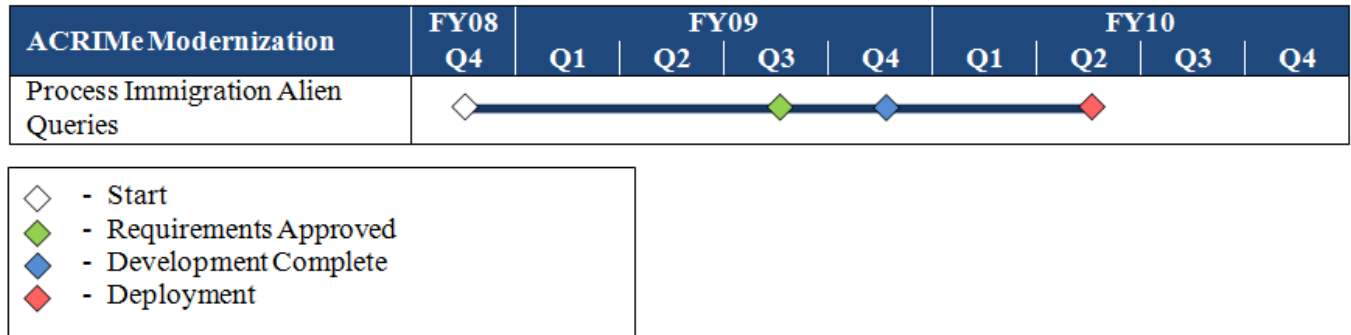 ACRIMe Modernization
FY08 FY09 FY10
Q4 Q1 Q2 Q3 Q4 Q1 Q2 Q3 Q4
Process Immigration Alien
Queries
- Start
- Requirements Approved
- Development Complete
- Deployment